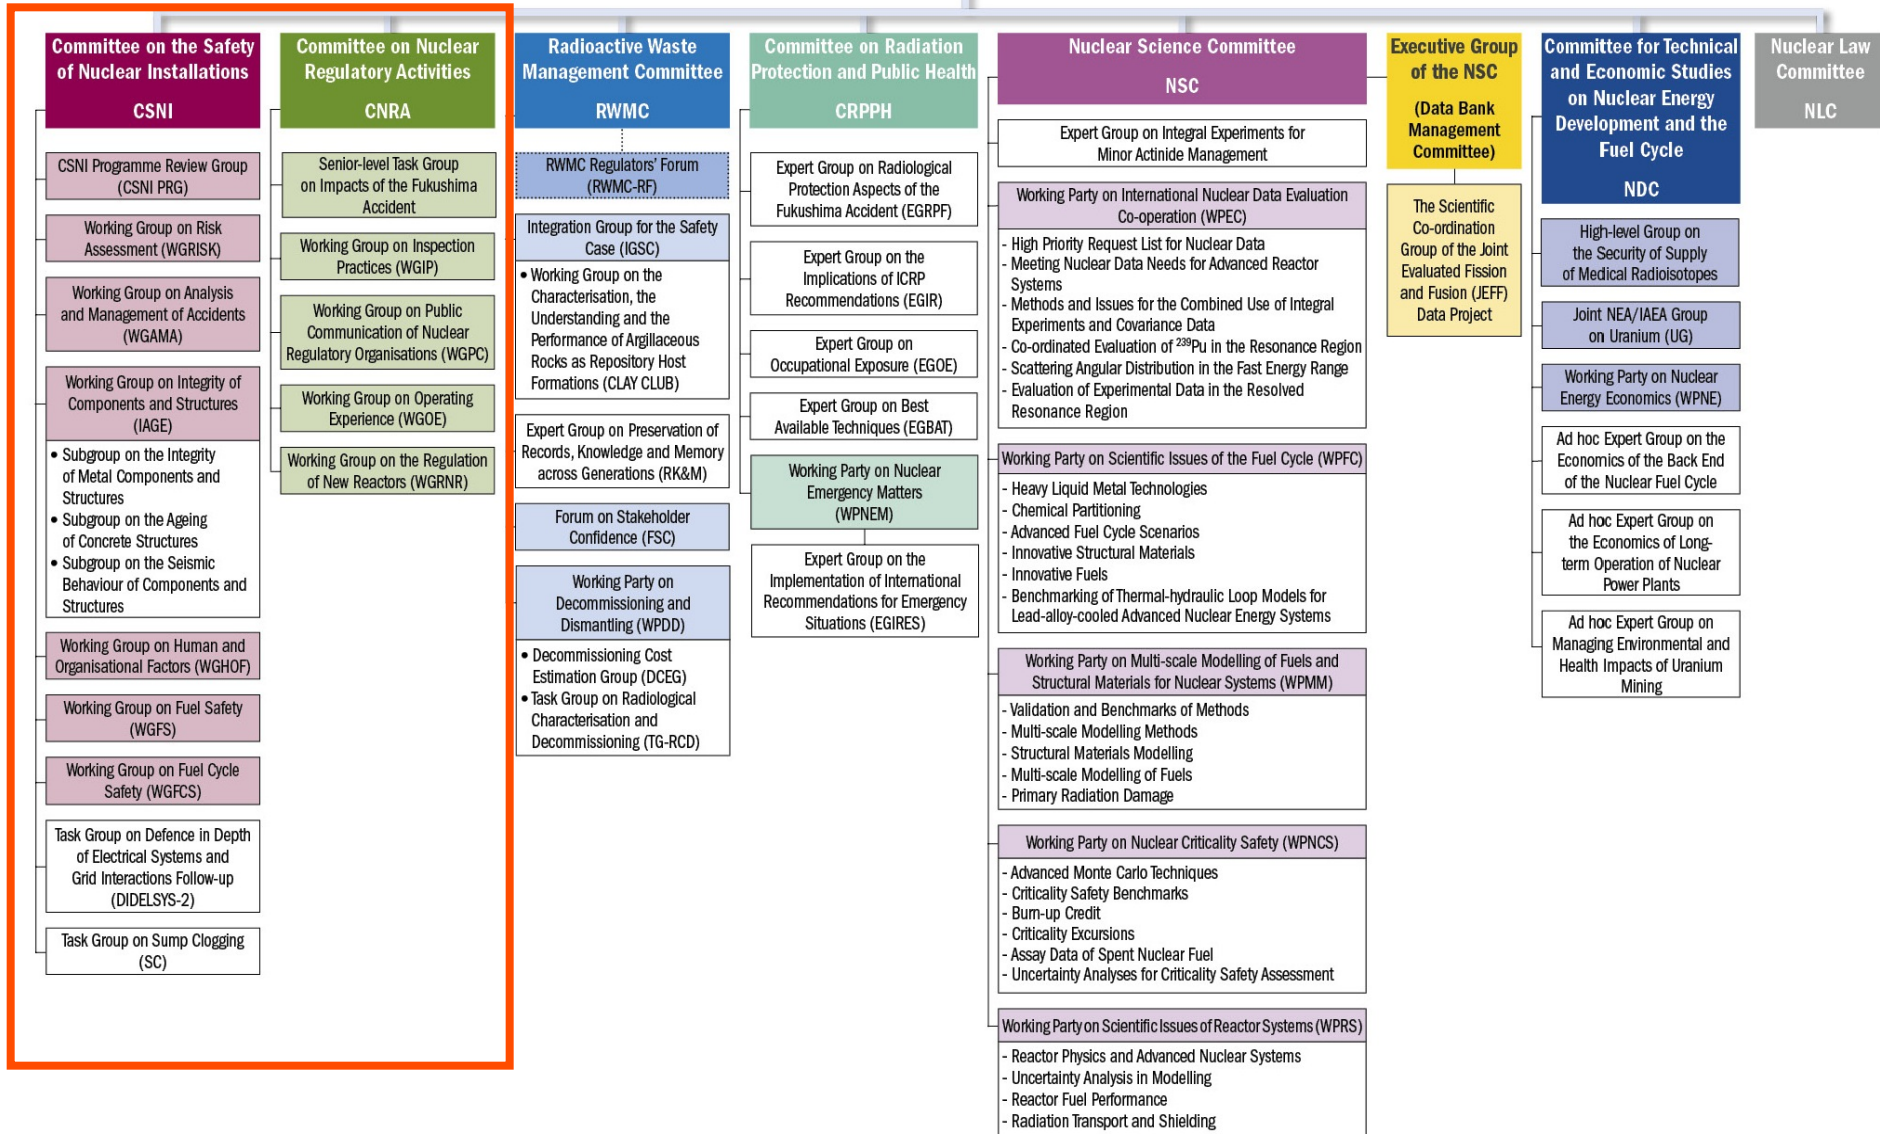 Committee on the Safety
of Nuclear Installations
CSNI
CSNI Programme Review Group
(CSNI PRG)
Working Group on Risk
Assessment (WGRISK)
Working Group on Analysis
and Management of Accidents
(WGAMA)
Working Group on Integrity of
Components and Structures
(IAGE)
• Subgroup on the Integrity
of Metal Components and
Structures
• Subgroup on the Ageing
of Concrete Structures
• Subgroup on the Seismic
Behaviour of Components and
Structures
Working Group on Human and
Organisational Factors (WGHOF)
Working Group on Fuel Safety
(WGFS)
Working Group on Fuel Cycle
Safety (WGFCS)
Task Group on Defence in Depth
of Electrical Systems and
Grid Interactions Follow-up
(DIDELSYS-2)
Task Group on Sump Clogging
(SC)
Committee on Nuclear
Regulatory Activities
CNRA
Senior-level Task Group
on Impacts of the Fukushima
Accident
Working Group on Inspection
Practices (WGIP)
Working Group on Public
Communication of Nuclear
Regulatory Organisations (WGPC)
Working Group on Operating
Experience (WGOE)
Working Group on the Regulation
of New Reactors (WGRNR)
Radioactive Waste
Management Committee
RWMC
RWMC Regulators' Forum
(RWMC-RF)
Integration Group for the Safety
Case (IGSC)
• Working Group on the
Characterisation, the
Understanding and the
Performance of Argillaceous
Rocks as Repository Host
Formations (CLAY CLUB)
Expert Group on Preservation of
Records, Knowledge and Memory
across Generations (RK&M)
Forum on Stakeholder
Confidence (FSC)
Working Party on
Decommissioning and
Dismantling (WPDD)
• Decommissioning Cost
Estimation Group (DCEG)
• Task Group on Radiological
Characterisation and
Decommissioning (TG-RCD)
Committee on Radiation
Protection and Public Health
CRPPH
Expert Group on Radiological
Protection Aspects of the
Fukushima Accident (EGRPF)
Expert Group on the
Implications of ICRP
Recommendations (EGIR)
Expert Group on
Occupational Exposure (EGOE)
Expert Group on Best
Available Techniques (EGBAT)
Working Party on Nuclear
Emergency Matters
(WPNEM)
Expert Group on the
Implementation of International
Recommendations for Emergency
Situations (EGIRES)
Nuclear Science Committee
NSC
Expert Group on Integral Experiments for
Minor Actinide Management
Working Party on International Nuclear Data Evaluation
Co-operation (WPEC)
- High Priority Request List for Nuclear Data
- Meeting Nuclear Data Needs for Advanced Reactor
Systems
- Methods and Issues for the Combined Use of Integral
Experiments and Covariance Data
- Co-ordinated Evaluation of ²³⁹Pu in the Resonance Region
- Scattering Angular Distribution in the Fast Energy Range
- Evaluation of Experimental Data in the Resolved
Resonance Region
Working Party on Scientific Issues of the Fuel Cycle (WPFC)
- Heavy Liquid Metal Technologies
- Chemical Partitioning
- Advanced Fuel Cycle Scenarios
- Innovative Structural Materials
- Innovative Fuels
- Benchmarking of Thermal-hydraulic Loop Models for
Lead-alloy-cooled Advanced Nuclear Energy Systems
Working Party on Multi-scale Modelling of Fuels and
Structural Materials for Nuclear Systems (WPMM)
- Validation and Benchmarks of Methods
- Multi-scale Modelling Methods
- Structural Materials Modelling
- Multi-scale Modelling of Fuels
- Primary Radiation Damage
Working Party on Nuclear Criticality Safety (WPNCS)
- Advanced Monte Carlo Techniques
- Criticality Safety Benchmarks
- Burn-up Credit
- Criticality Excursions
- Assay Data of Spent Nuclear Fuel
- Uncertainty Analyses for Criticality Safety Assessment
Working Party on Scientific Issues of Reactor Systems (WPRS)
- Reactor Physics and Advanced Nuclear Systems
- Uncertainty Analysis in Modelling
- Reactor Fuel Performance
- Radiation Transport and Shielding
Executive Group
of the NSC
(Data Bank
Management
Committee)
The Scientific
Co-ordination
Group of the Joint
Evaluated Fission
and Fusion (JEFF)
Data Project
Committee for Technical
and Economic Studies
on Nuclear Energy
Development and the
Fuel Cycle
NDC
High-level Group on
the Security of Supply
of Medical Radioisotopes
Joint NEA/IAEA Group
on Uranium (UG)
Working Party on Nuclear
Energy Economics (WPNE)
Ad hoc Expert Group on the
Economics of the Back End
of the Nuclear Fuel Cycle
Ad hoc Expert Group on
the Economics of Long-
term Operation of Nuclear
Power Plants
Ad hoc Expert Group on
Managing Environmental and
Health Impacts of Uranium
Mining
Nuclear Law
Committee
NLC